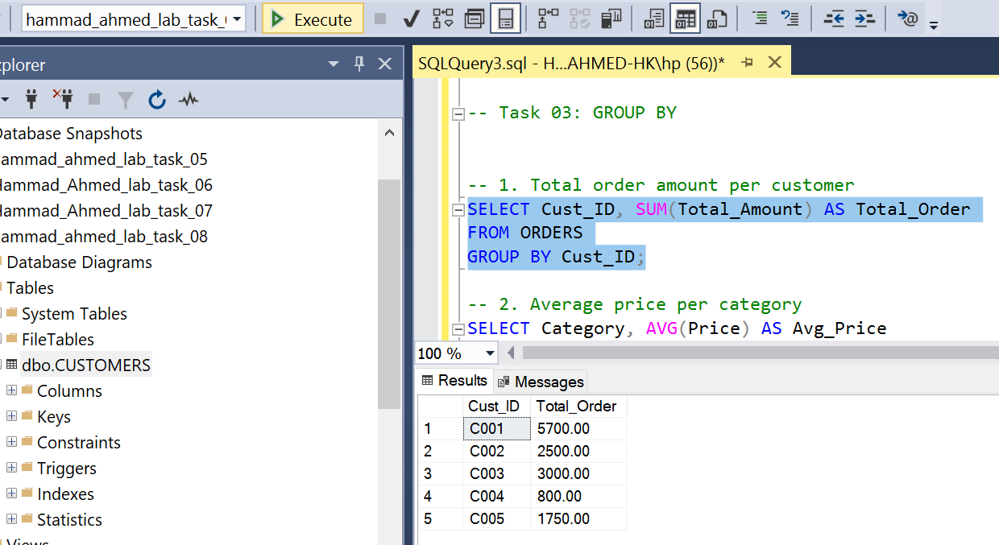 hammad_ahmed_lab_task_(
Execute
xplorer
Database Snapshots
ammad_ahmed_lab_task_05
Hammad_Ahmed_lab_task_06
Hammad_Ahmed_lab_task_07
ammad_ahmed_lab_task_08
Database Diagrams
Tables
System Tables
FileTables
dbo.CUSTOMERS
Columns
Keys
Constraints
Triggers
Indexes
Statistics
Views
SQLQuery3.sql - H...AHMED-HK\hp (56))*
-- Task 03: GROUP BY
-- 1. Total order amount per customer
SELECT Cust_ID, SUM(Total_Amount) AS Total_Order
FROM ORDERS
GROUP BY Cust_ID;
-- 2. Average price per category
SELECT Category, AVG(Price) AS Avg_Price
100 %
Results Messages
Cust_ID Total_Order
1 C001 5700.00
2 C002 2500.00
3 C003 3000.00
4 C004 800.00
5 C005 1750.00